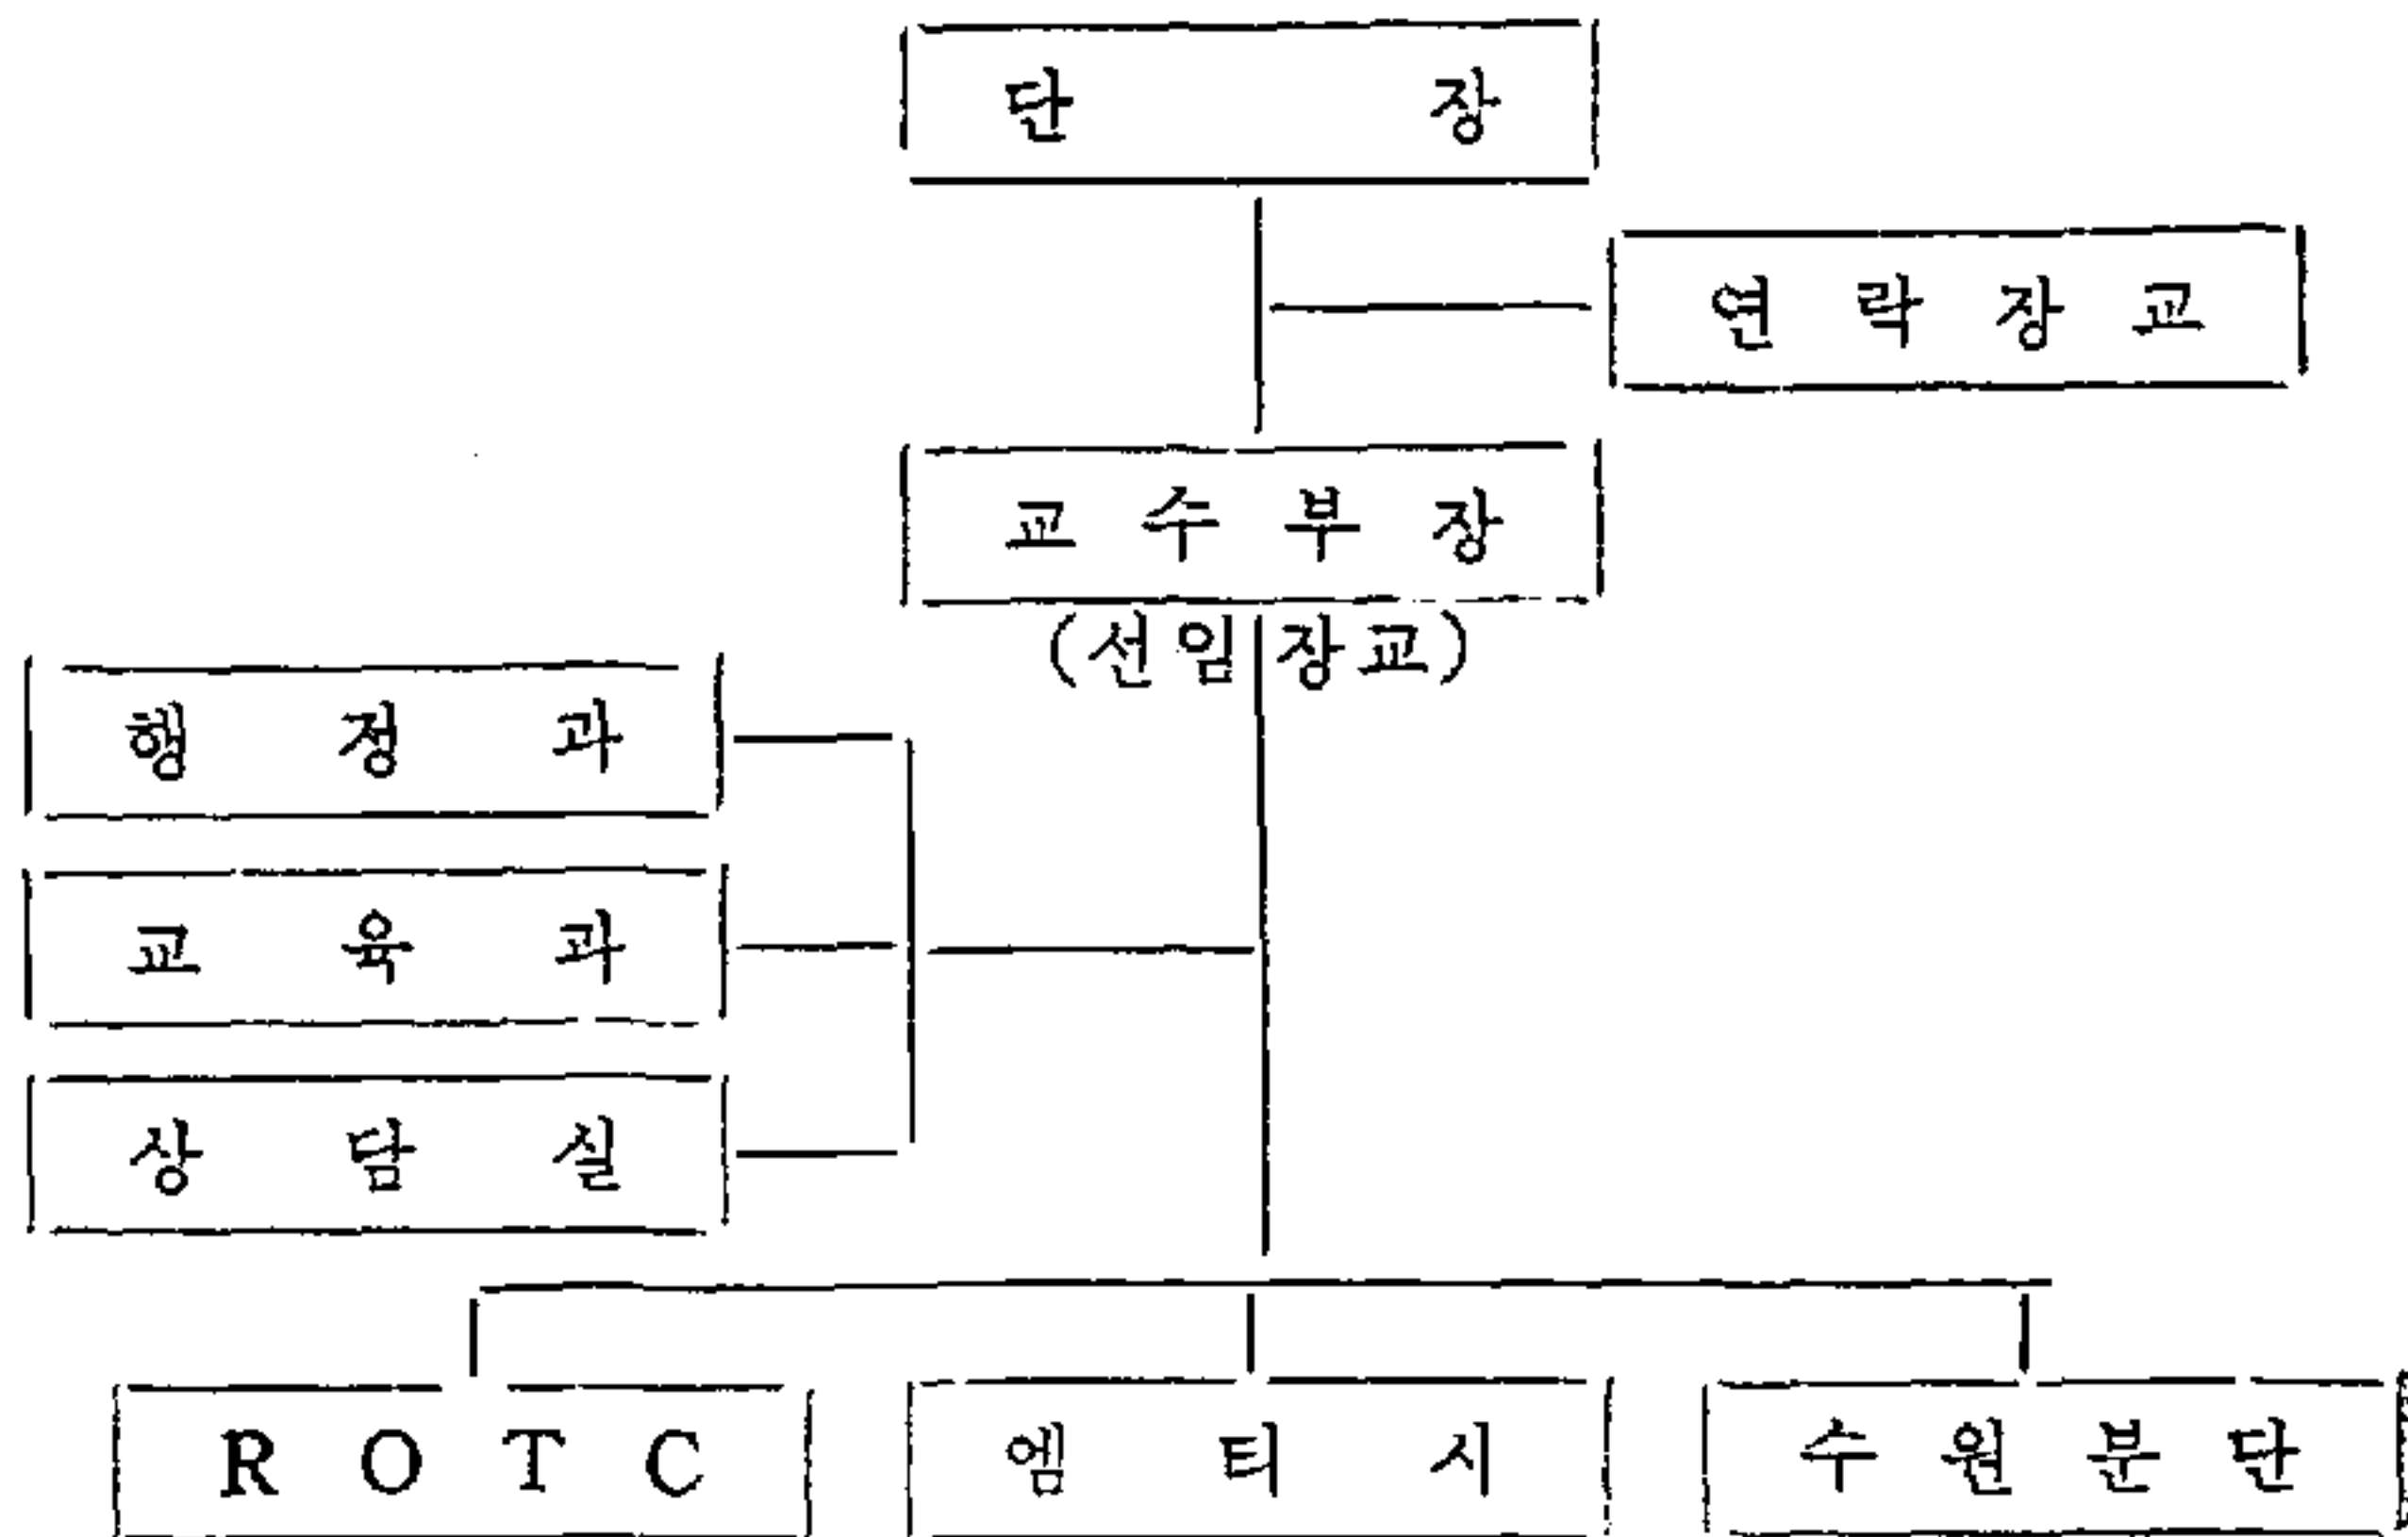 단 장
연 락 장 교
교 수 부 장
(선임장교)
행 정 과
교 육 과
상 담 실
R O T C
엠 티 시
수 원 분 단